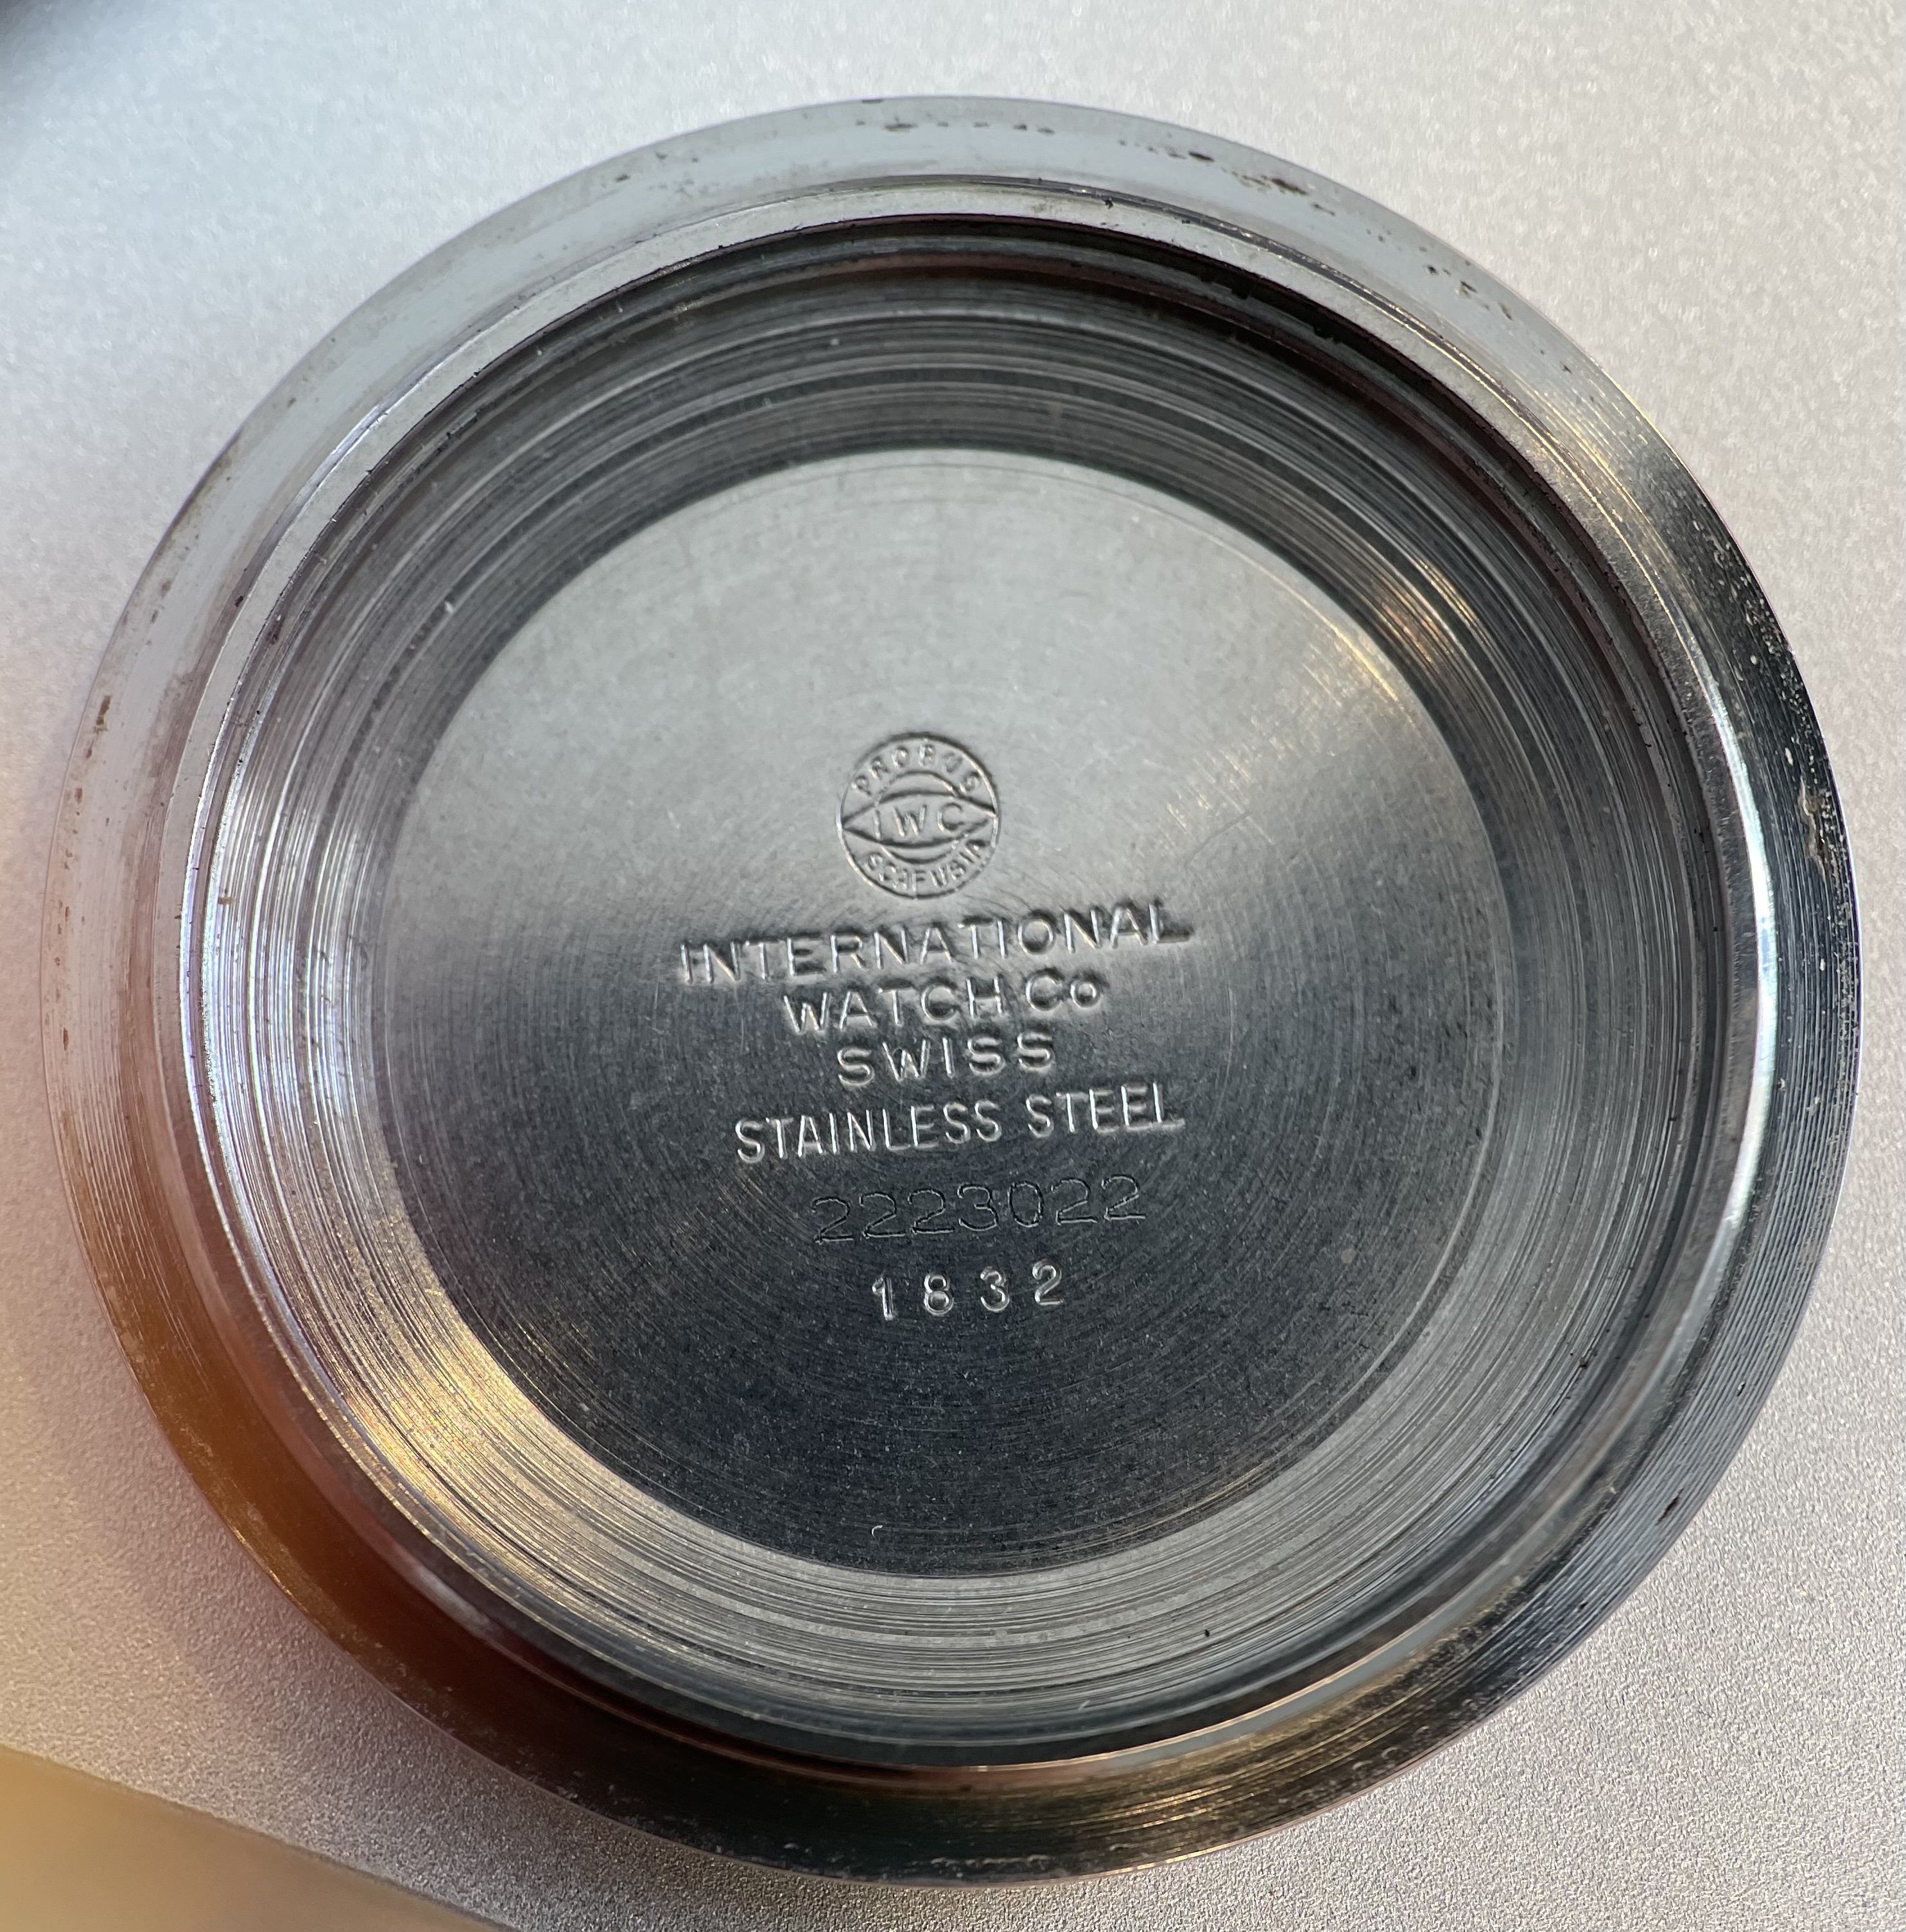 PROBUS
IWC
SCAFUSIA
INTERNATIONAL
WATCH Co
SWISS
STAINLESS STEEL
2223022
1832